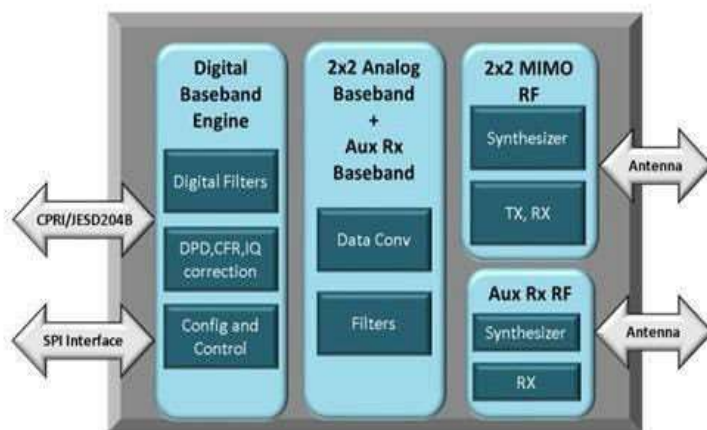 Digital
Baseband
Engine
Digital Filters
DPD,CFR,IQ
correction
Config and
Control
2x2 Analog
Baseband
+
Aux Rx
Baseband
Data Conv
Filters
2x2 MIMO
RF
Synthesizer
TX, RX
Aux Rx RF
Synthesizer
RX
CPRI/JESD204B
SPI Interface
Antenna
Antenna